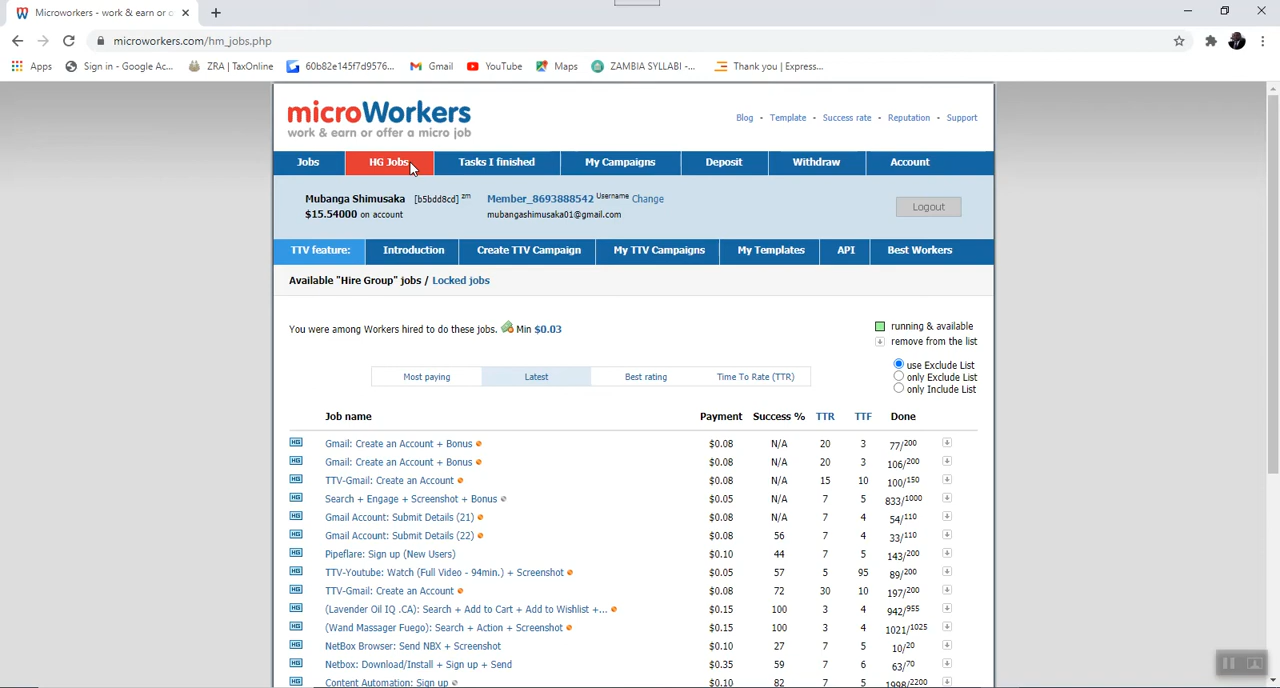 Microworkers - work & earn or o
microworkers.com/hm_jobs.php
Apps Sign in - Google Ac... ZRA | TaxOnline 60b82e145f7d9576... Gmail YouTube Maps ZAMBIA SYLLABI -... Thank you | Express...
microWorkers
work & earn or offer a micro job
Blog - Template - Success rate - Reputation - Support
Jobs HG Jobs Tasks I finished My Campaigns Deposit Withdraw Account
Mubanga Shimusaka [b5bdd8cd] zm Member_8693888542 Username Change
$15.54000 on account mubangashimusaka01@gmail.com
Logout
TTV feature: Introduction Create TTV Campaign My TTV Campaigns My Templates API Best Workers
Available "Hire Group" jobs / Locked jobs
You were among Workers hired to do these jobs. Min $0.03
running & available
remove from the list
use Exclude List
only Exclude List
only Include List
Most paying Latest Best rating Time To Rate (TTR)
Job name Payment Success % TTR TTF Done
HG Gmail: Create an Account + Bonus $0.08 N/A 20 3 77/200
HG Gmail: Create an Account + Bonus $0.08 N/A 20 3 106/200
HG TTV-Gmail: Create an Account $0.08 N/A 15 10 100/150
HG Search + Engage + Screenshot + Bonus $0.05 N/A 7 5 833/1000
HG Gmail Account: Submit Details (21) $0.08 N/A 7 4 54/110
HG Gmail Account: Submit Details (22) $0.08 56 7 4 33/110
HG Pipeflare: Sign up (New Users) $0.10 44 7 5 143/200
HG TTV-Youtube: Watch (Full Video - 94min.) + Screenshot $0.05 57 5 95 89/200
HG TTV-Gmail: Create an Account $0.08 72 30 10 197/200
HG (Lavender Oil IQ .CA): Search + Add to Cart + Add to Wishlist +... $0.15 100 3 4 942/955
HG (Wand Massager Fuego): Search + Action + Screenshot $0.15 100 3 4 1021/1025
HG NetBox Browser: Send NBX + Screenshot $0.10 27 7 5 10/20
HG Netbox: Download/Install + Sign up + Send $0.35 59 7 6 63/70
HG Content Automation: Sign up $0.10 82 7 5 1998/2200